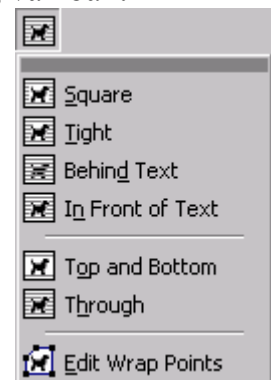 Square
Tight
Behind Text
In Front of Text
Top and Bottom
Through
Edit Wrap Points